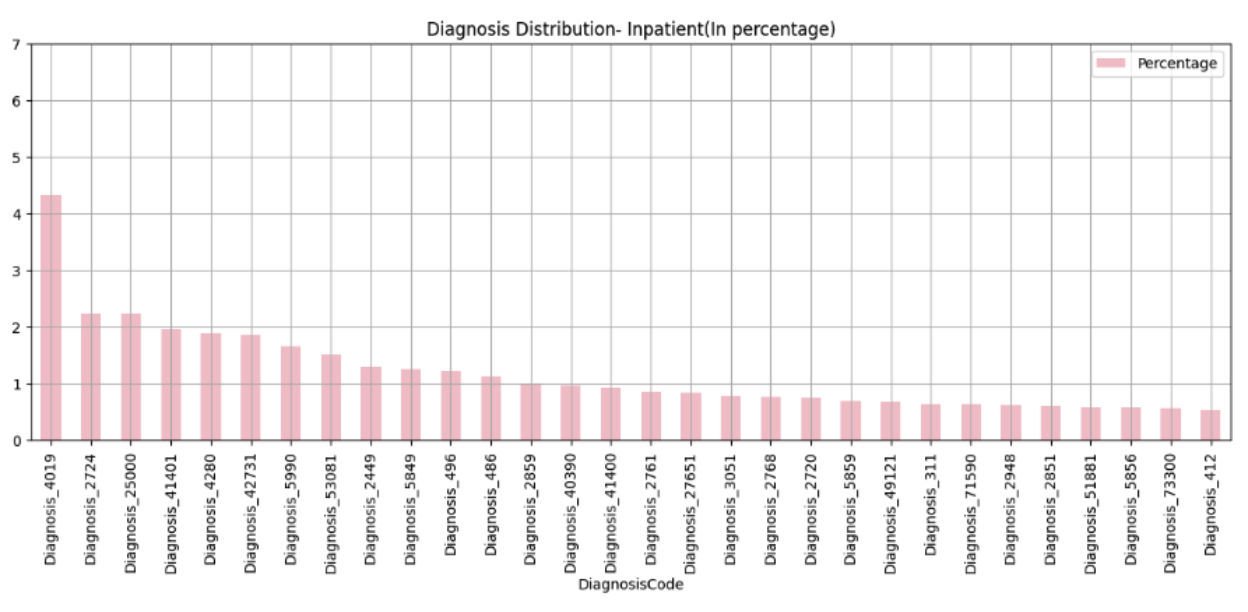 Diagnosis Distribution- Inpatient(In percentage)
Percentage
7
6
5
4
3
2
1
0
Diagnosis_4019
Diagnosis_2724
Diagnosis_25000
Diagnosis_41401
Diagnosis_4280
Diagnosis_42731
Diagnosis_5990
Diagnosis_53081
Diagnosis_2449
Diagnosis_5849
Diagnosis_496
Diagnosis_486
Diagnosis_2859
Diagnosis_40390
Diagnosis_41400
Diagnosis_2761
Diagnosis_27651
Diagnosis_3051
Diagnosis_2768
Diagnosis_2720
Diagnosis_5859
Diagnosis_49121
Diagnosis_311
Diagnosis_71590
Diagnosis_2948
Diagnosis_2851
Diagnosis_51881
Diagnosis_5856
Diagnosis_73300
Diagnosis_412
DiagnosisCode